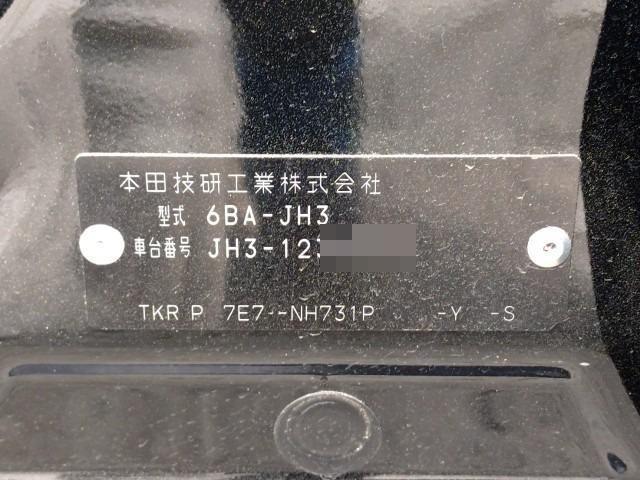 本田技研工業株式会社
型式 6BA-JH3
車台番号 JH3-12
TKR P 7E7--NH731P -Y -S